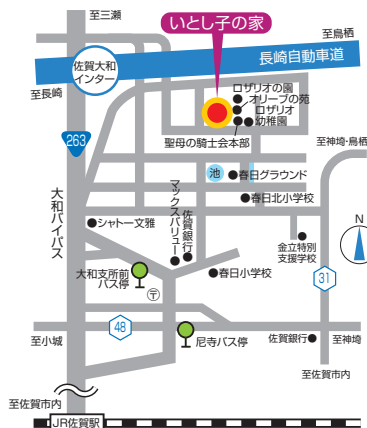 至三瀬
いとし子の家
至鳥栖
長崎自動車道
佐賀大和
インター
至長崎
ロザリオの園
オリーブの苑
ロザリオ
幼稚園
聖母の騎士会本部
至神埼・鳥栖
263
池
春日グラウンド
春日北小学校
大和バイパス
シャトー文雅
マックスバリュー
佐賀銀行
金立特別
支援学校
N
大和支所前
バス停
〒
春日小学校
31
48
至小城
尼寺バス停
佐賀銀行
至神埼
至佐賀市内
至佐賀市内
JR佐賀駅